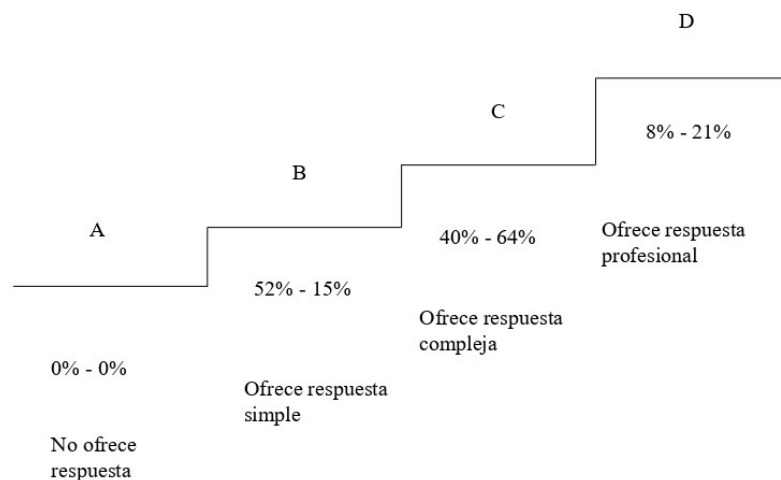 A
0% - 0%
No ofrece
respuesta
B
52% - 15%
Ofrece respuesta
simple
C
40% - 64%
Ofrece respuesta
compleja
D
8% - 21%
Ofrece respuesta
profesional